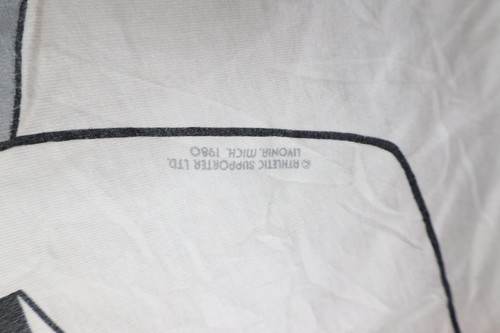 © ATHLETIC SUPPORTER LTD.
LIVONIA, MICH. 1980